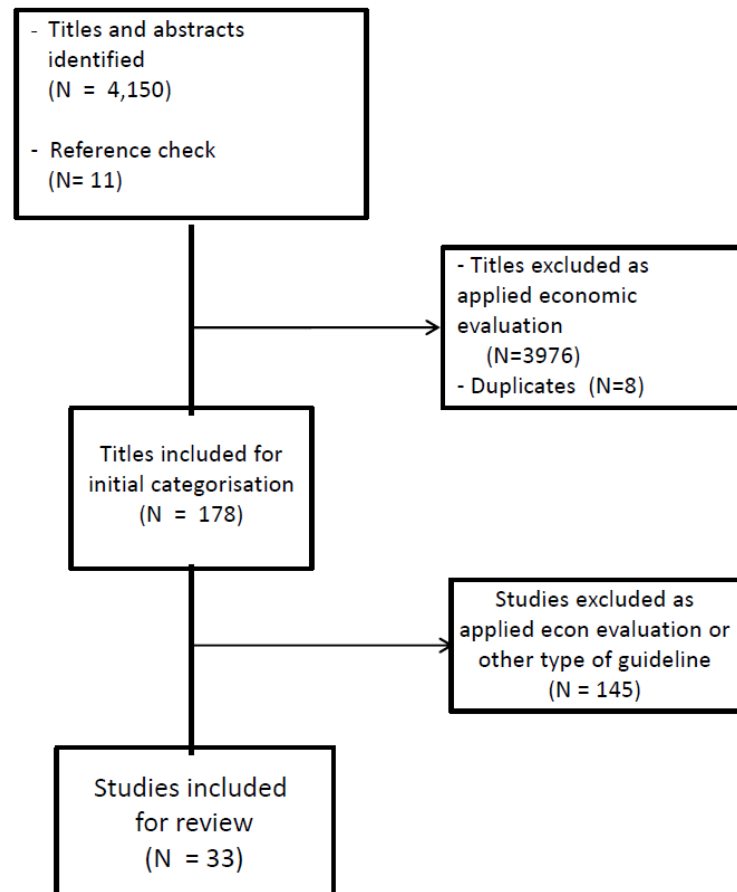 - Titles and abstracts
identified
(N = 4,150)
- Reference check
(N= 11)
- Titles excluded as
applied economic
evaluation
(N=3976)
- Duplicates (N=8)
Titles included for
initial categorisation
(N = 178)
Studies excluded as
applied econ evaluation or
other type of guideline
(N = 145)
Studies included
for review
(N = 33)